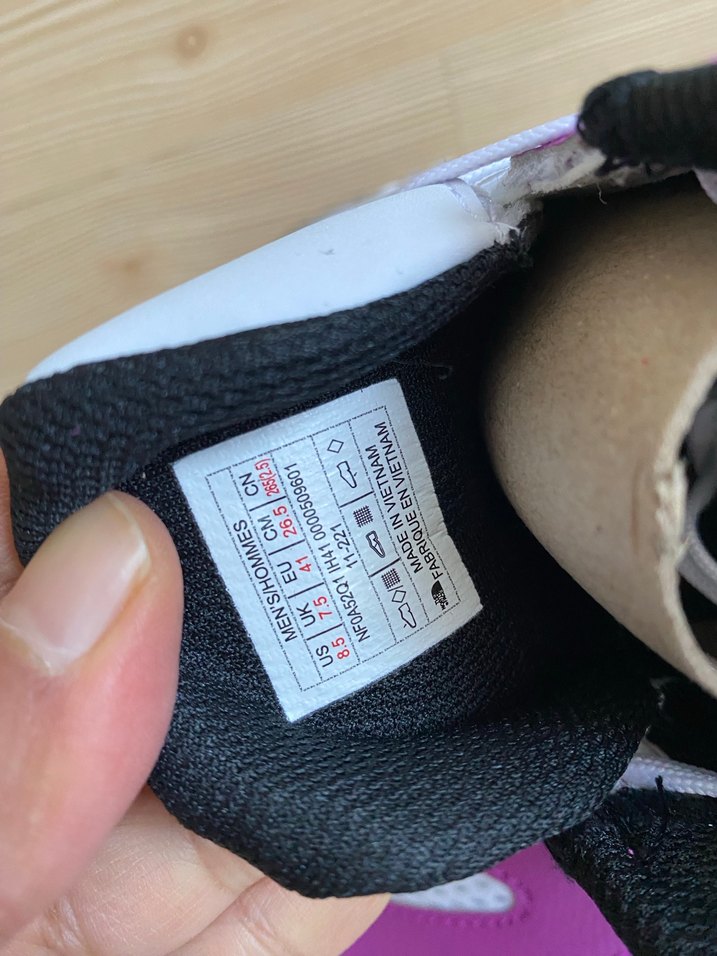 MEN'S/HOMMES
US | UK | EU | CM | CN
8.5 | 7.5 | 41 | 26.5 | 265(2.5)
NF0A52Q1 IH41 0000509601
11-221
MADE IN VIETNAM
FABRIQUE EN VIETNAM